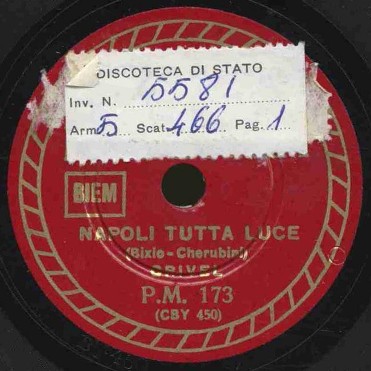 DISCOTECA DI STATO
Inv. N. 5581
Arm. 5 Scat. 466 Pag. 1
BIEM
NAPOLI TUTTA LUCE
(Bixio - Cherubini)
GRIVEL
P.M. 173
(CBY 450)